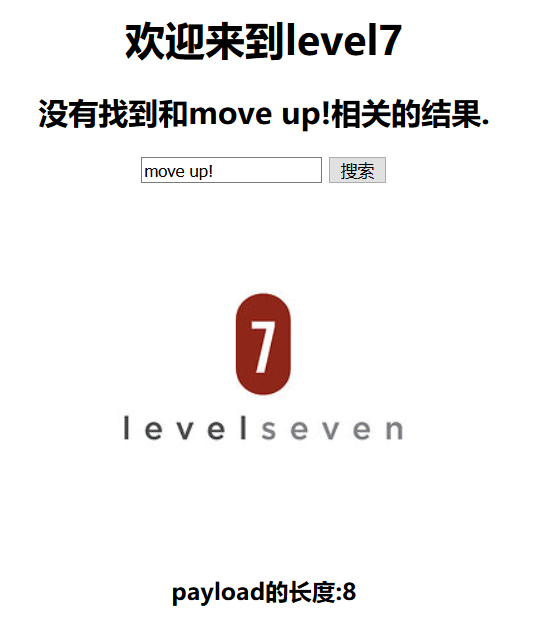 欢迎来到level7
没有找到和move up!相关的结果.
move up! 搜索
7
levelseven
payload的长度:8